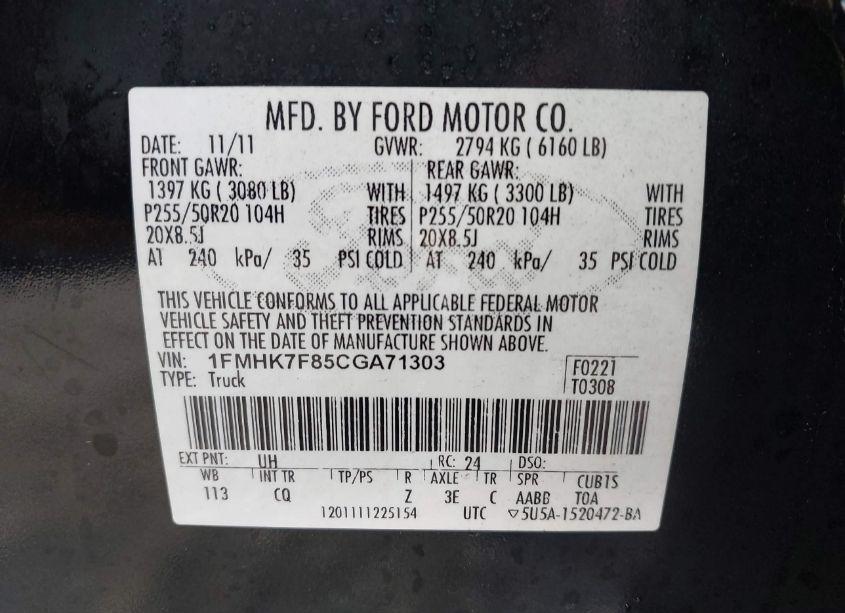 MFD. BY FORD MOTOR CO.
DATE: 11/11 GVWR: 2794 KG ( 6160 LB)
FRONT GAWR: REAR GAWR:
1397 KG ( 3080 LB) WITH 1497 KG ( 3300 LB) WITH
P255/50R20 104H TIRES P255/50R20 104H TIRES
20X8.5J RIMS 20X8.5J RIMS
AT 240 kPa/ 35 PSI COLD AT 240 kPa/ 35 PSI COLD
THIS VEHICLE CONFORMS TO ALL APPLICABLE FEDERAL MOTOR
VEHICLE SAFETY AND THEFT PREVENTION STANDARDS IN
EFFECT ON THE DATE OF MANUFACTURE SHOWN ABOVE.
VIN: 1FMHK7F85CGA71303 F0221
TYPE: Truck T0308
EXT PNT: UH RC: 24 DSO:
WB INT TR TP/PS R AXLE TR SPR CUB1S
113 CQ Z 3E C AABB TOA
1201111225154 UTC ▽5U5A-1520472-BA